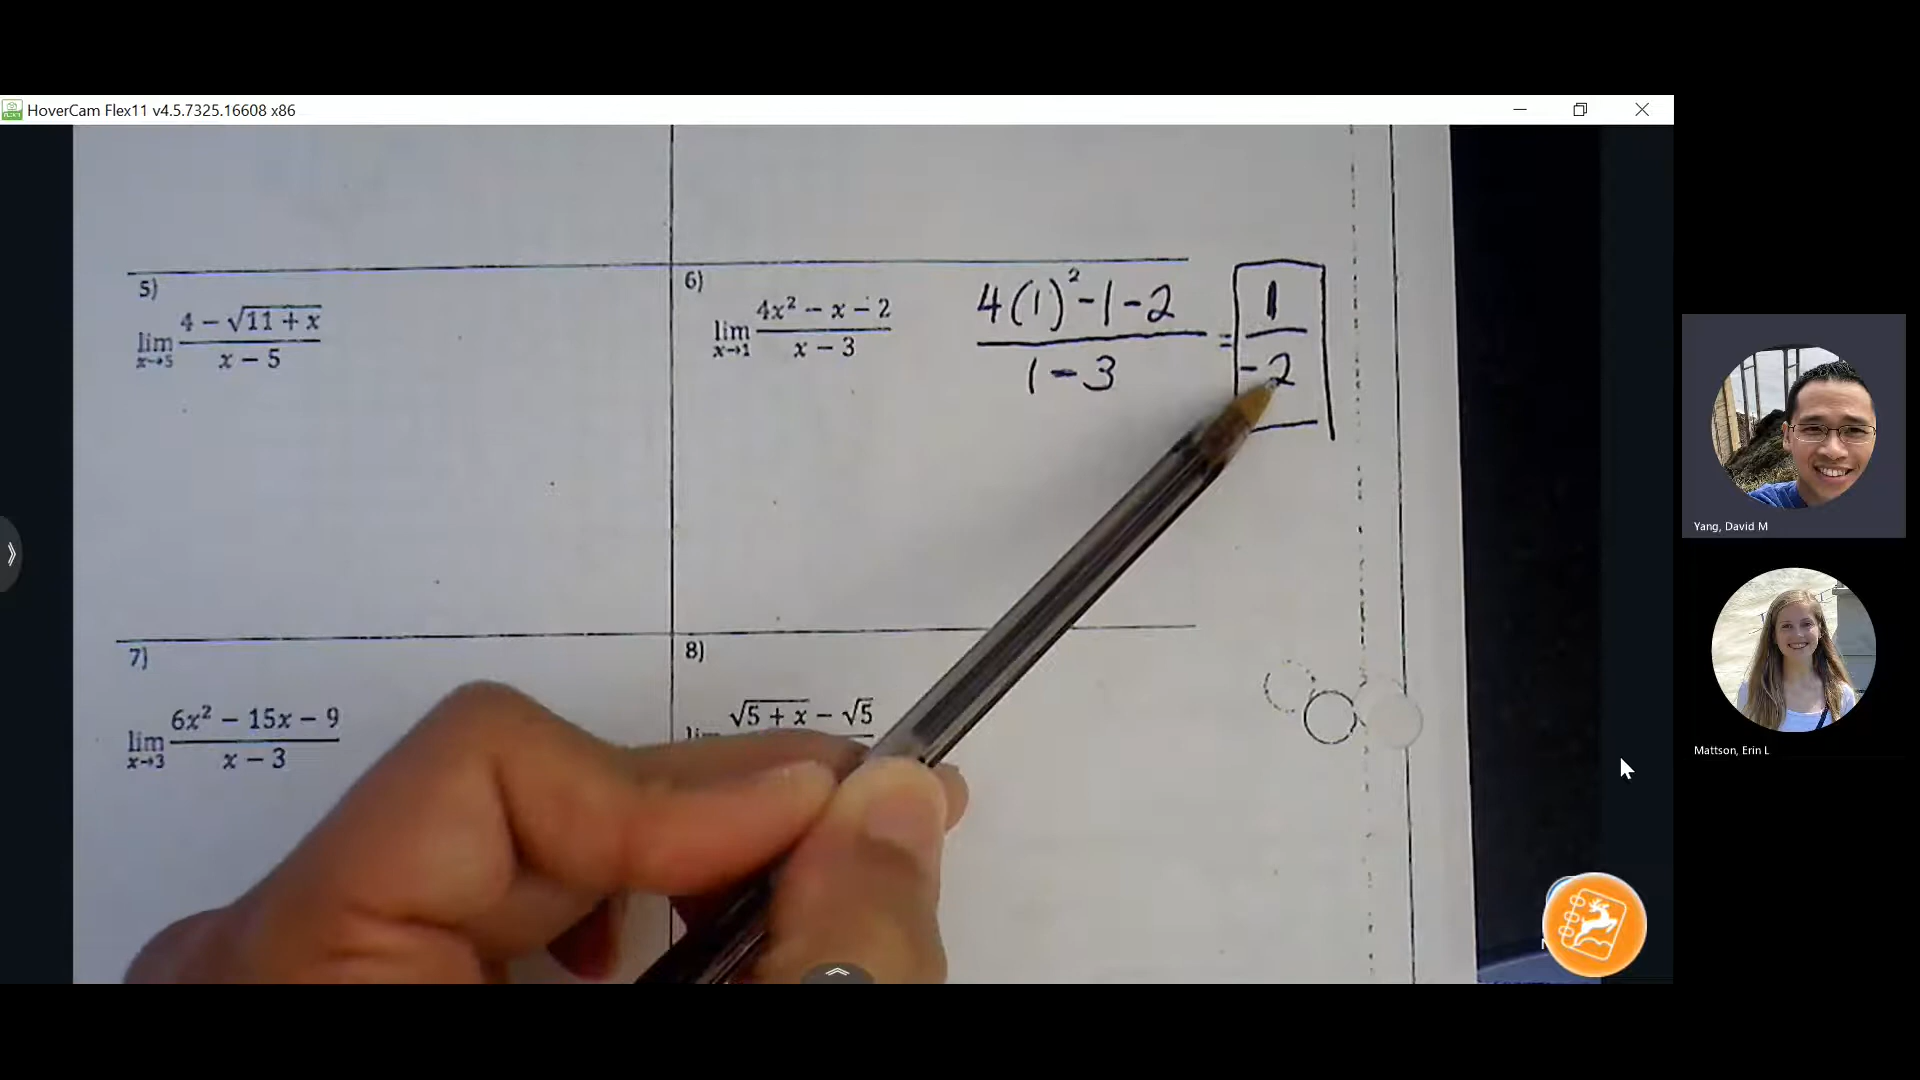 HoverCam Flex11 v4.5.7325.16608 x86
5)
lim x→5 (4 − √(11 + x)) / (x − 5)
6)
lim x→1 (4x² − x − 2) / (x − 3)
(4(1)² - 1 - 2) / (1 - 3) = 1 / -2
7)
lim x→3 (6x² − 15x − 9) / (x − 3)
8)
√(5 + x) − √5
Yang, David M
Mattson, Erin L